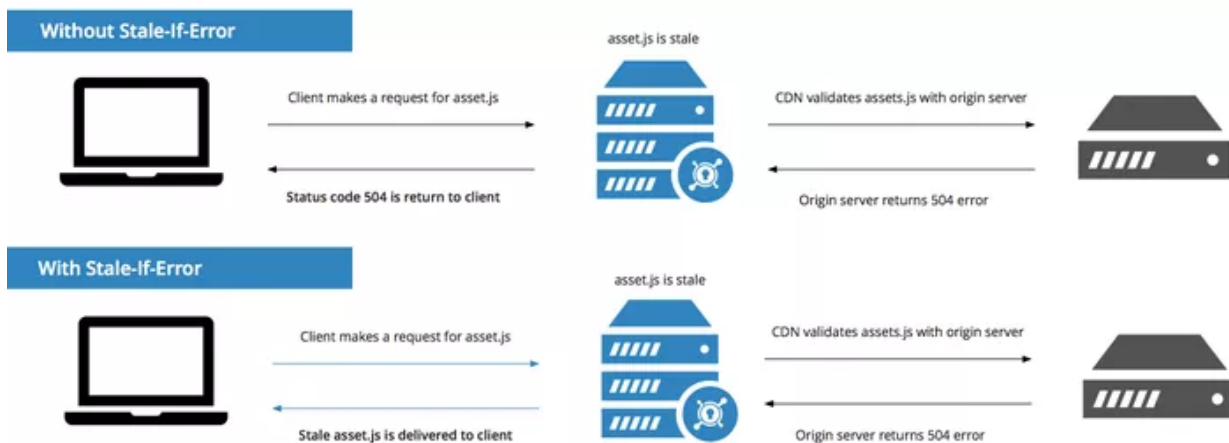 Without Stale-If-Error
asset.js is stale
Client makes a request for asset.js
CDN validates assets.js with origin server
Status code 504 is return to client
Origin server returns 504 error
With Stale-If-Error
asset.js is stale
Client makes a request for asset.js
CDN validates assets.js with origin server
Stale asset.js is delivered to client
Origin server returns 504 error